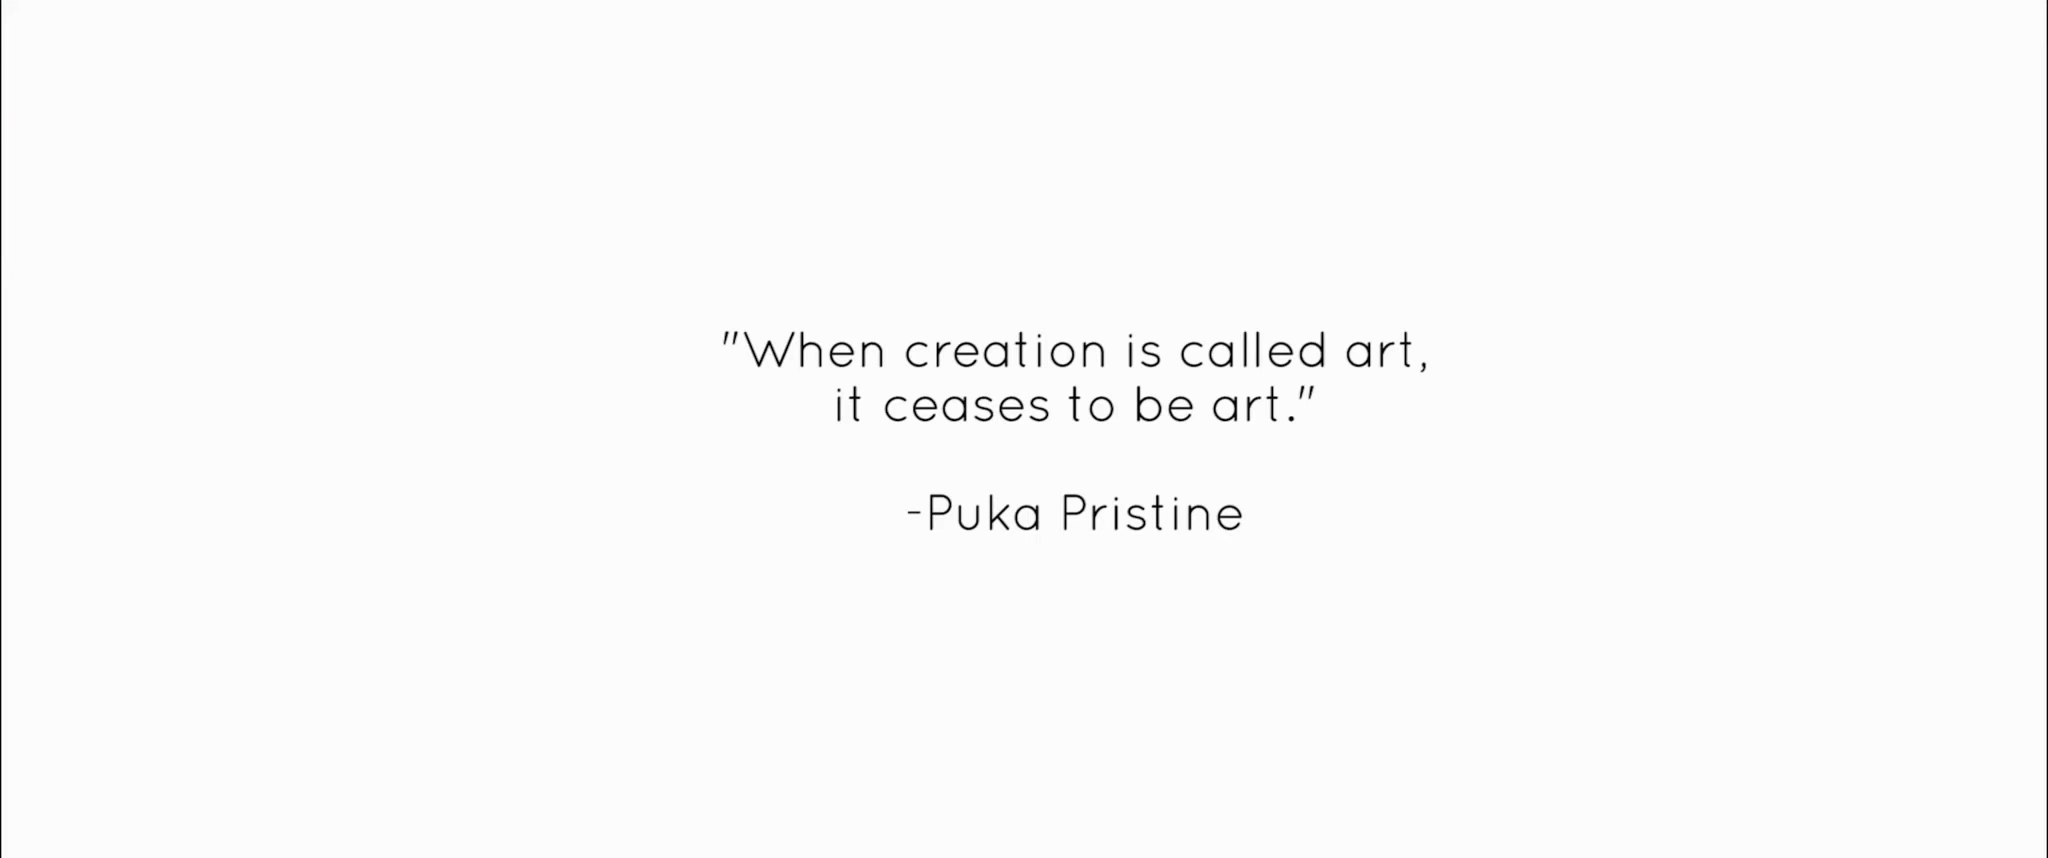 "When creation is called art,
it ceases to be art."
-Puka Pristine